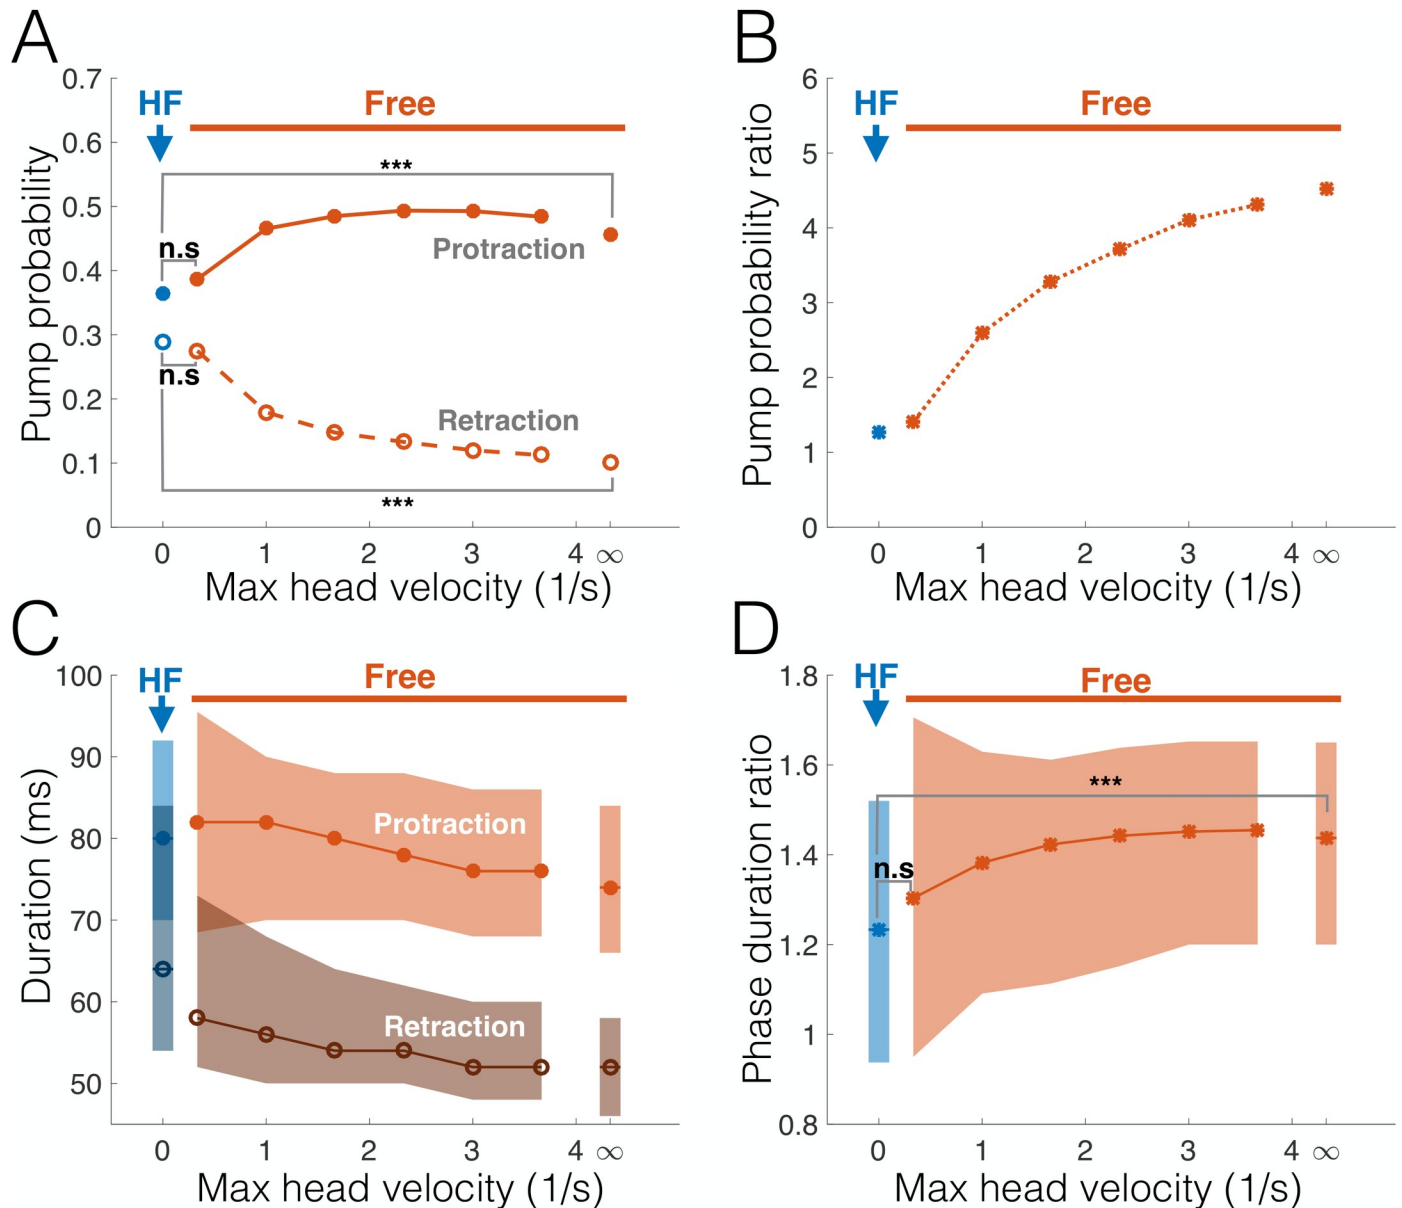 A
HF
Free
***
n.s
Protraction
n.s
Retraction
***
0.7
0.6
0.5
0.4
0.3
0.2
0.1
0
Pump probability
0 1 2 3 4 ∞
Max head velocity (1/s)
B
HF
Free
6
5
4
3
2
1
0
Pump probability ratio
0 1 2 3 4 ∞
Max head velocity (1/s)
C
HF
Free
Protraction
Retraction
100
90
80
70
60
50
Duration (ms)
0 1 2 3 4 ∞
Max head velocity (1/s)
D
HF
Free
***
n.s
1.8
1.6
1.4
1.2
1
0.8
Phase duration ratio
0 1 2 3 4 ∞
Max head velocity (1/s)